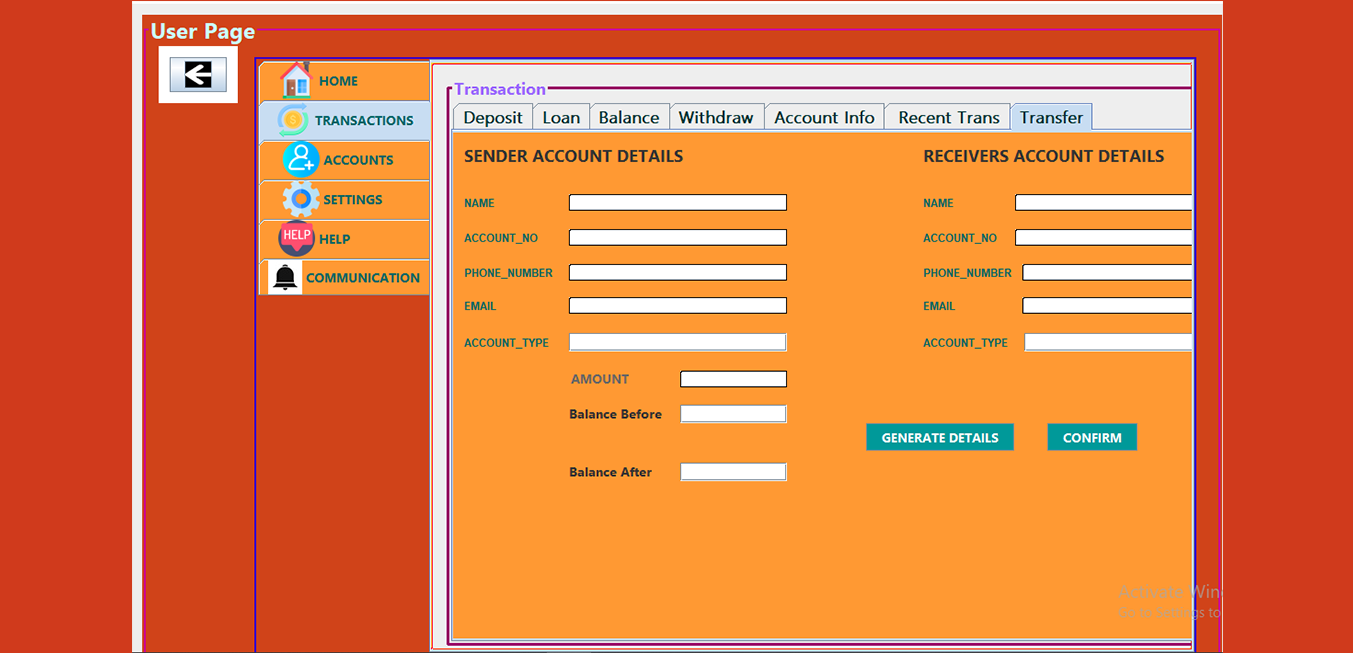 User Page
HOME
TRANSACTIONS
ACCOUNTS
SETTINGS
HELP HELP
COMMUNICATION
Transaction
Deposit Loan Balance Withdraw Account Info Recent Trans Transfer
SENDER ACCOUNT DETAILS
NAME
ACCOUNT_NO
PHONE_NUMBER
EMAIL
ACCOUNT_TYPE
AMOUNT
Balance Before
Balance After
RECEIVERS ACCOUNT DETAILS
NAME
ACCOUNT_NO
PHONE_NUMBER
EMAIL
ACCOUNT_TYPE
GENERATE DETAILS CONFIRM
Activate Win
Go to Settings to